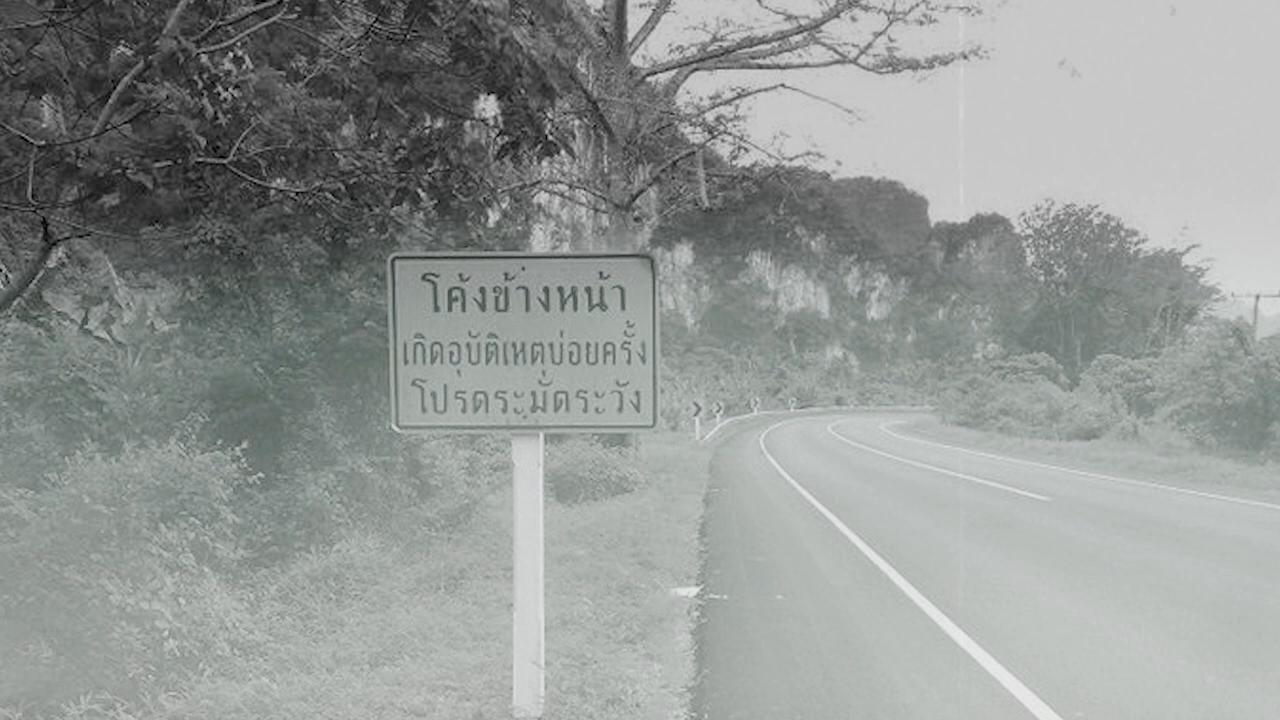 โค้งข้างหน้า
เกิดอุบัติเหตุบ่อยครั้ง
โปรดระมัดระวัง